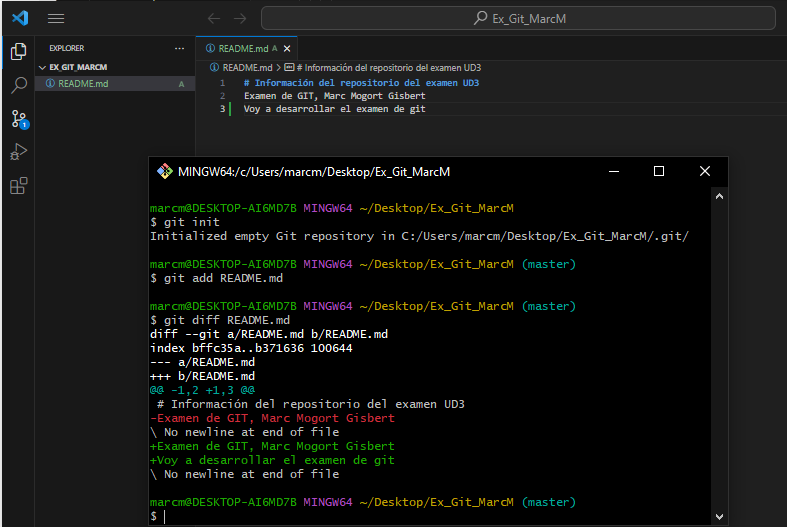 Ex_Git_MarcM
EXPLORER
README.md A
EX_GIT_MARCM
README.md A
README.md > # Información del repositorio del examen UD3
1 # Información del repositorio del examen UD3
2 Examen de GIT, Marc Mogort Gisbert
3 Voy a desarrollar el examen de git
1
MINGW64:/c/Users/marcm/Desktop/Ex_Git_MarcM
marcm@DESKTOP-AI6MD7B MINGW64 ~/Desktop/Ex_Git_MarcM
$ git init
Initialized empty Git repository in C:/Users/marcm/Desktop/Ex_Git_MarcM/.git/
marcm@DESKTOP-AI6MD7B MINGW64 ~/Desktop/Ex_Git_MarcM (master)
$ git add README.md
marcm@DESKTOP-AI6MD7B MINGW64 ~/Desktop/Ex_Git_MarcM (master)
$ git diff README.md
diff --git a/README.md b/README.md
index bffc35a..b371636 100644
--- a/README.md
+++ b/README.md
@@ -1,2 +1,3 @@
 # Información del repositorio del examen UD3
-Examen de GIT, Marc Mogort Gisbert
\ No newline at end of file
+Examen de GIT, Marc Mogort Gisbert
+Voy a desarrollar el examen de git
\ No newline at end of file
marcm@DESKTOP-AI6MD7B MINGW64 ~/Desktop/Ex_Git_MarcM (master)
$